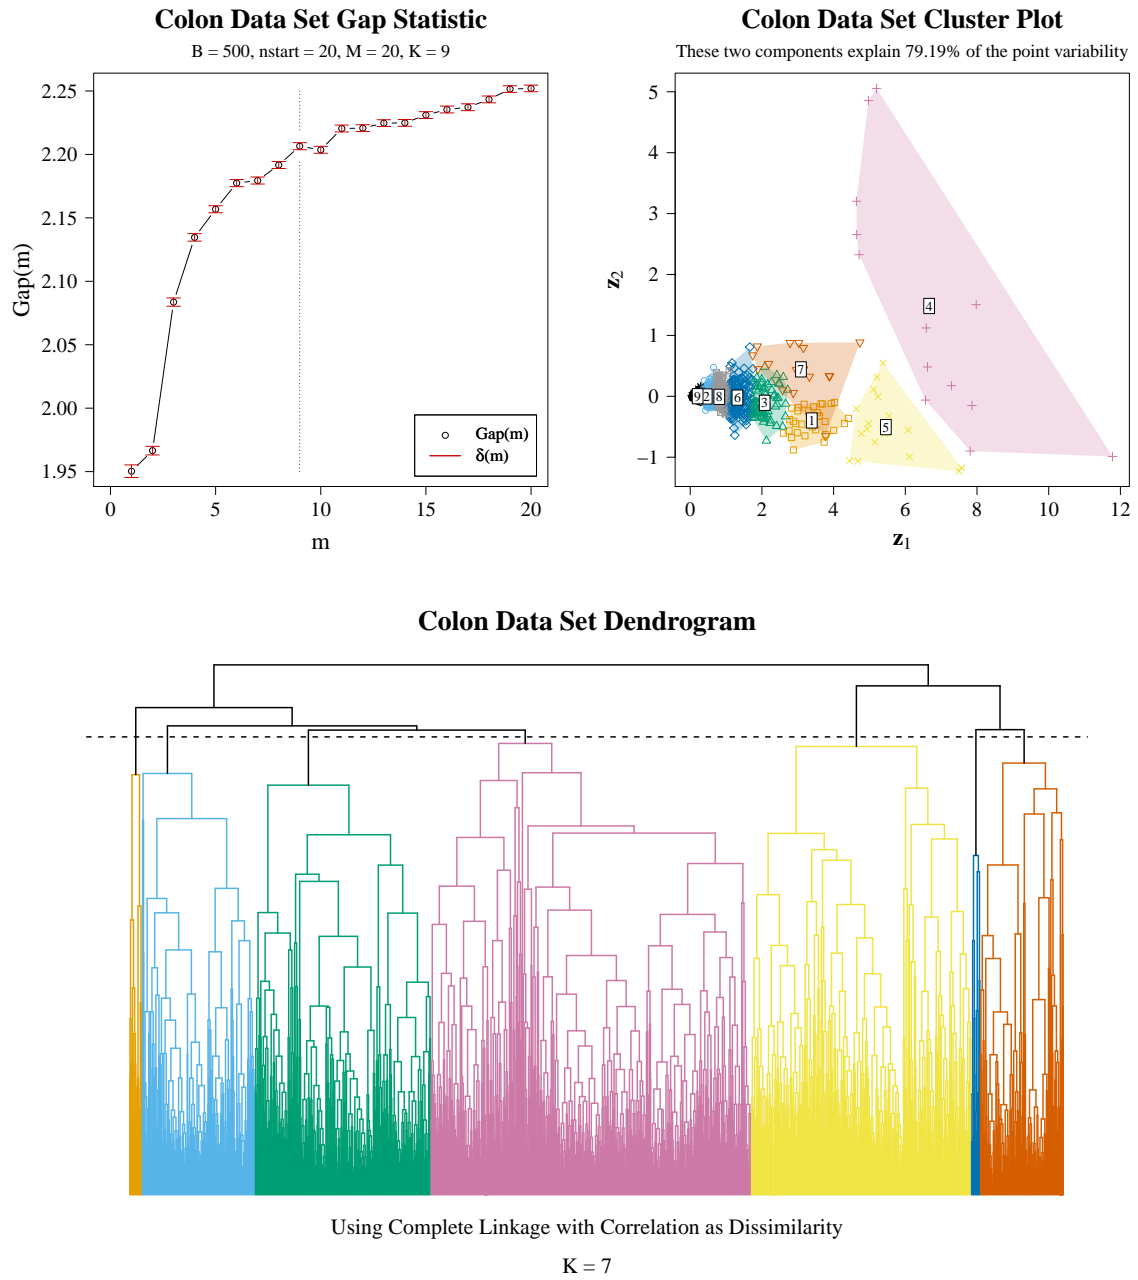 Colon Data Set Gap Statistic
B = 500, nstart = 20, M = 20, K = 9
Gap(m)
2.25
2.20
2.15
2.10
2.05
2.00
1.95
Gap(m)
δ(m)
0
5
10
15
20
m
Colon Data Set Cluster Plot
These two components explain 79.19% of the point variability
z2
5
4
3
2
1
0
−1
4
7
9
2
8
6
3
1
5
0
2
4
6
8
10
12
z1
Colon Data Set Dendrogram
Using Complete Linkage with Correlation as Dissimilarity
K = 7